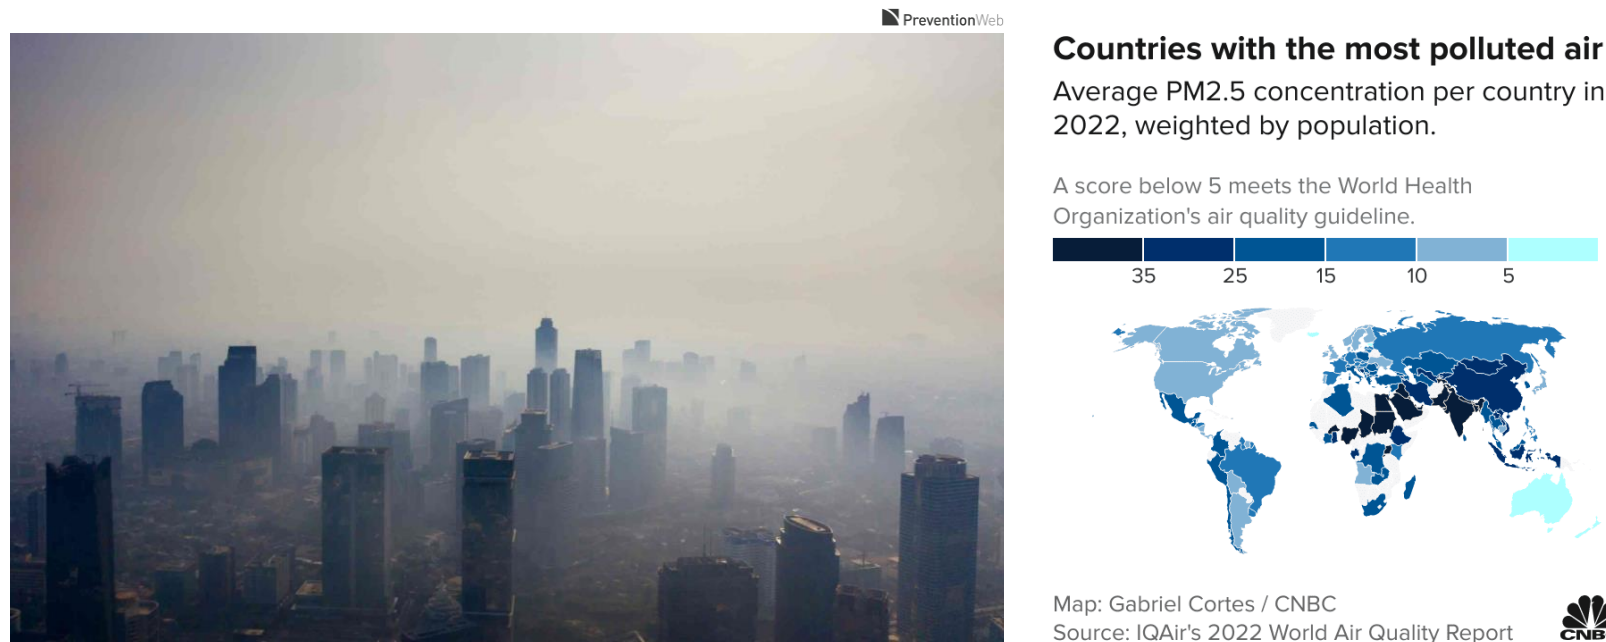 PreventionWeb
Countries with the most polluted air
Average PM2.5 concentration per country in
2022, weighted by population.
A score below 5 meets the World Health
Organization's air quality guideline.
35 25 15 10 5
Map: Gabriel Cortes / CNBC
Source: IQAir's 2022 World Air Quality Report
CNB